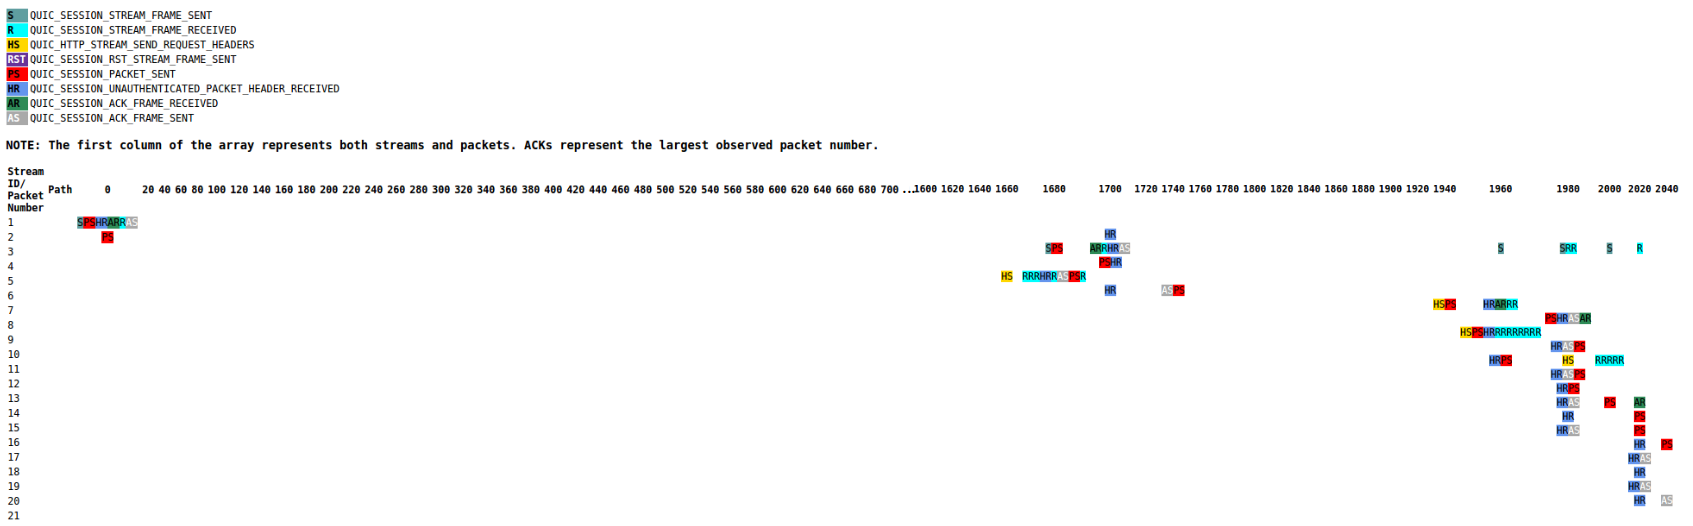 S QUIC_SESSION_STREAM_FRAME_SENT
R QUIC_SESSION_STREAM_FRAME_RECEIVED
HS QUIC_HTTP_STREAM_SEND_REQUEST_HEADERS
RST QUIC_SESSION_RST_STREAM_FRAME_SENT
PS QUIC_SESSION_PACKET_SENT
HR QUIC_SESSION_UNAUTHENTICATED_PACKET_HEADER_RECEIVED
AR QUIC_SESSION_ACK_FRAME_RECEIVED
AS QUIC_SESSION_ACK_FRAME_SENT
NOTE: The first column of the array represents both streams and packets. ACKs represent the largest observed packet number.
Stream
ID/
Packet
Number
Path 0 20 40 60 80 100 120 140 160 180 200 220 240 260 280 300 320 340 360 380 400 420 440 460 480 500 520 540 560 580 600 620 640 660 680 700 ...1600 1620 1640 1660 1680 1700 1720 1740 1760 1780 1800 1820 1840 1860 1880 1900 1920 1940 1960 1980 2000 2020 2040
1 SPSHRARRAS
2 PS HR
3 SPS ARRHRAS S SRR S R
4 PSHR
5 HS RRRHRRASPSR
6 HR ASPS
7 HSPS HRARRR
8 PSHRASAR
9 HSPSHRRRRRRRRR
10 HRASPS
11 HRPS HS RRRRR
12 HRASPS
13 HRPS
14 HRAS PS AR
15 HR PS
16 HRAS PS
17 HR PS
18 HRAS
19 HR
20 HRAS
21 HR AS